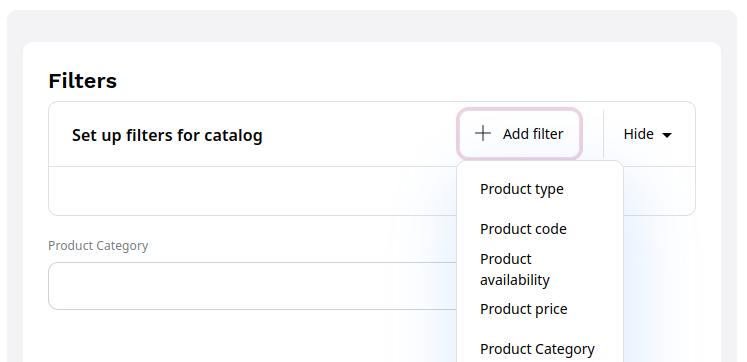 Filters
Set up filters for catalog
Add filter
Hide
Product type
Product code
Product
availability
Product price
Product Category
Product Category